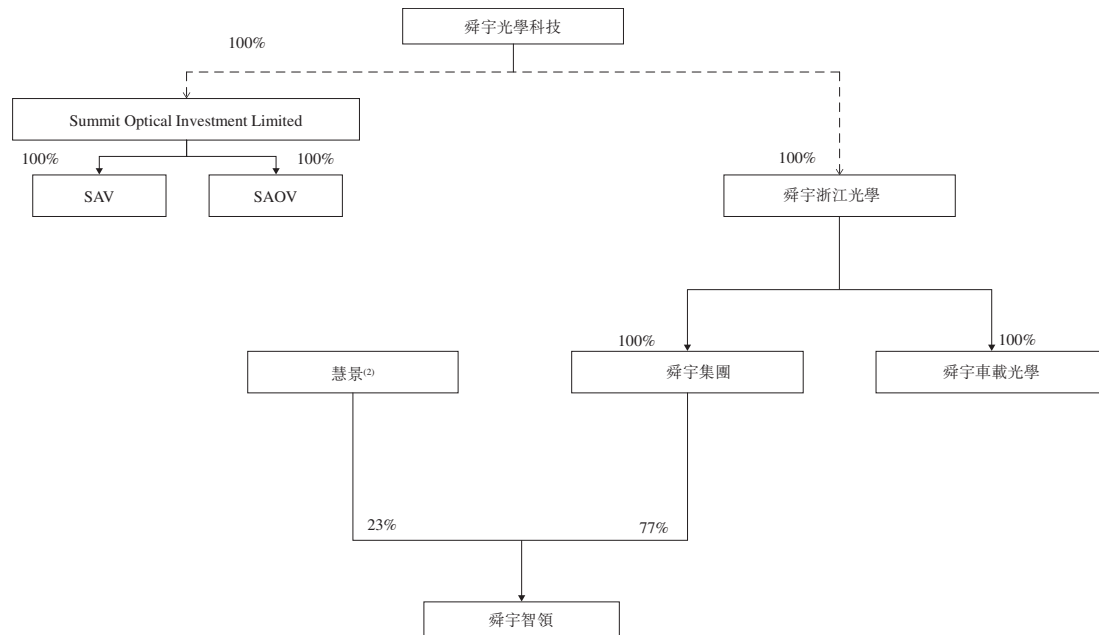 舜宇光學科技
100%
Summit Optical Investment Limited
100%
100%
100%
SAV
SAOV
舜宇浙江光學
100%
100%
慧景(2)
舜宇集團
舜宇車載光學
23%
77%
舜宇智領